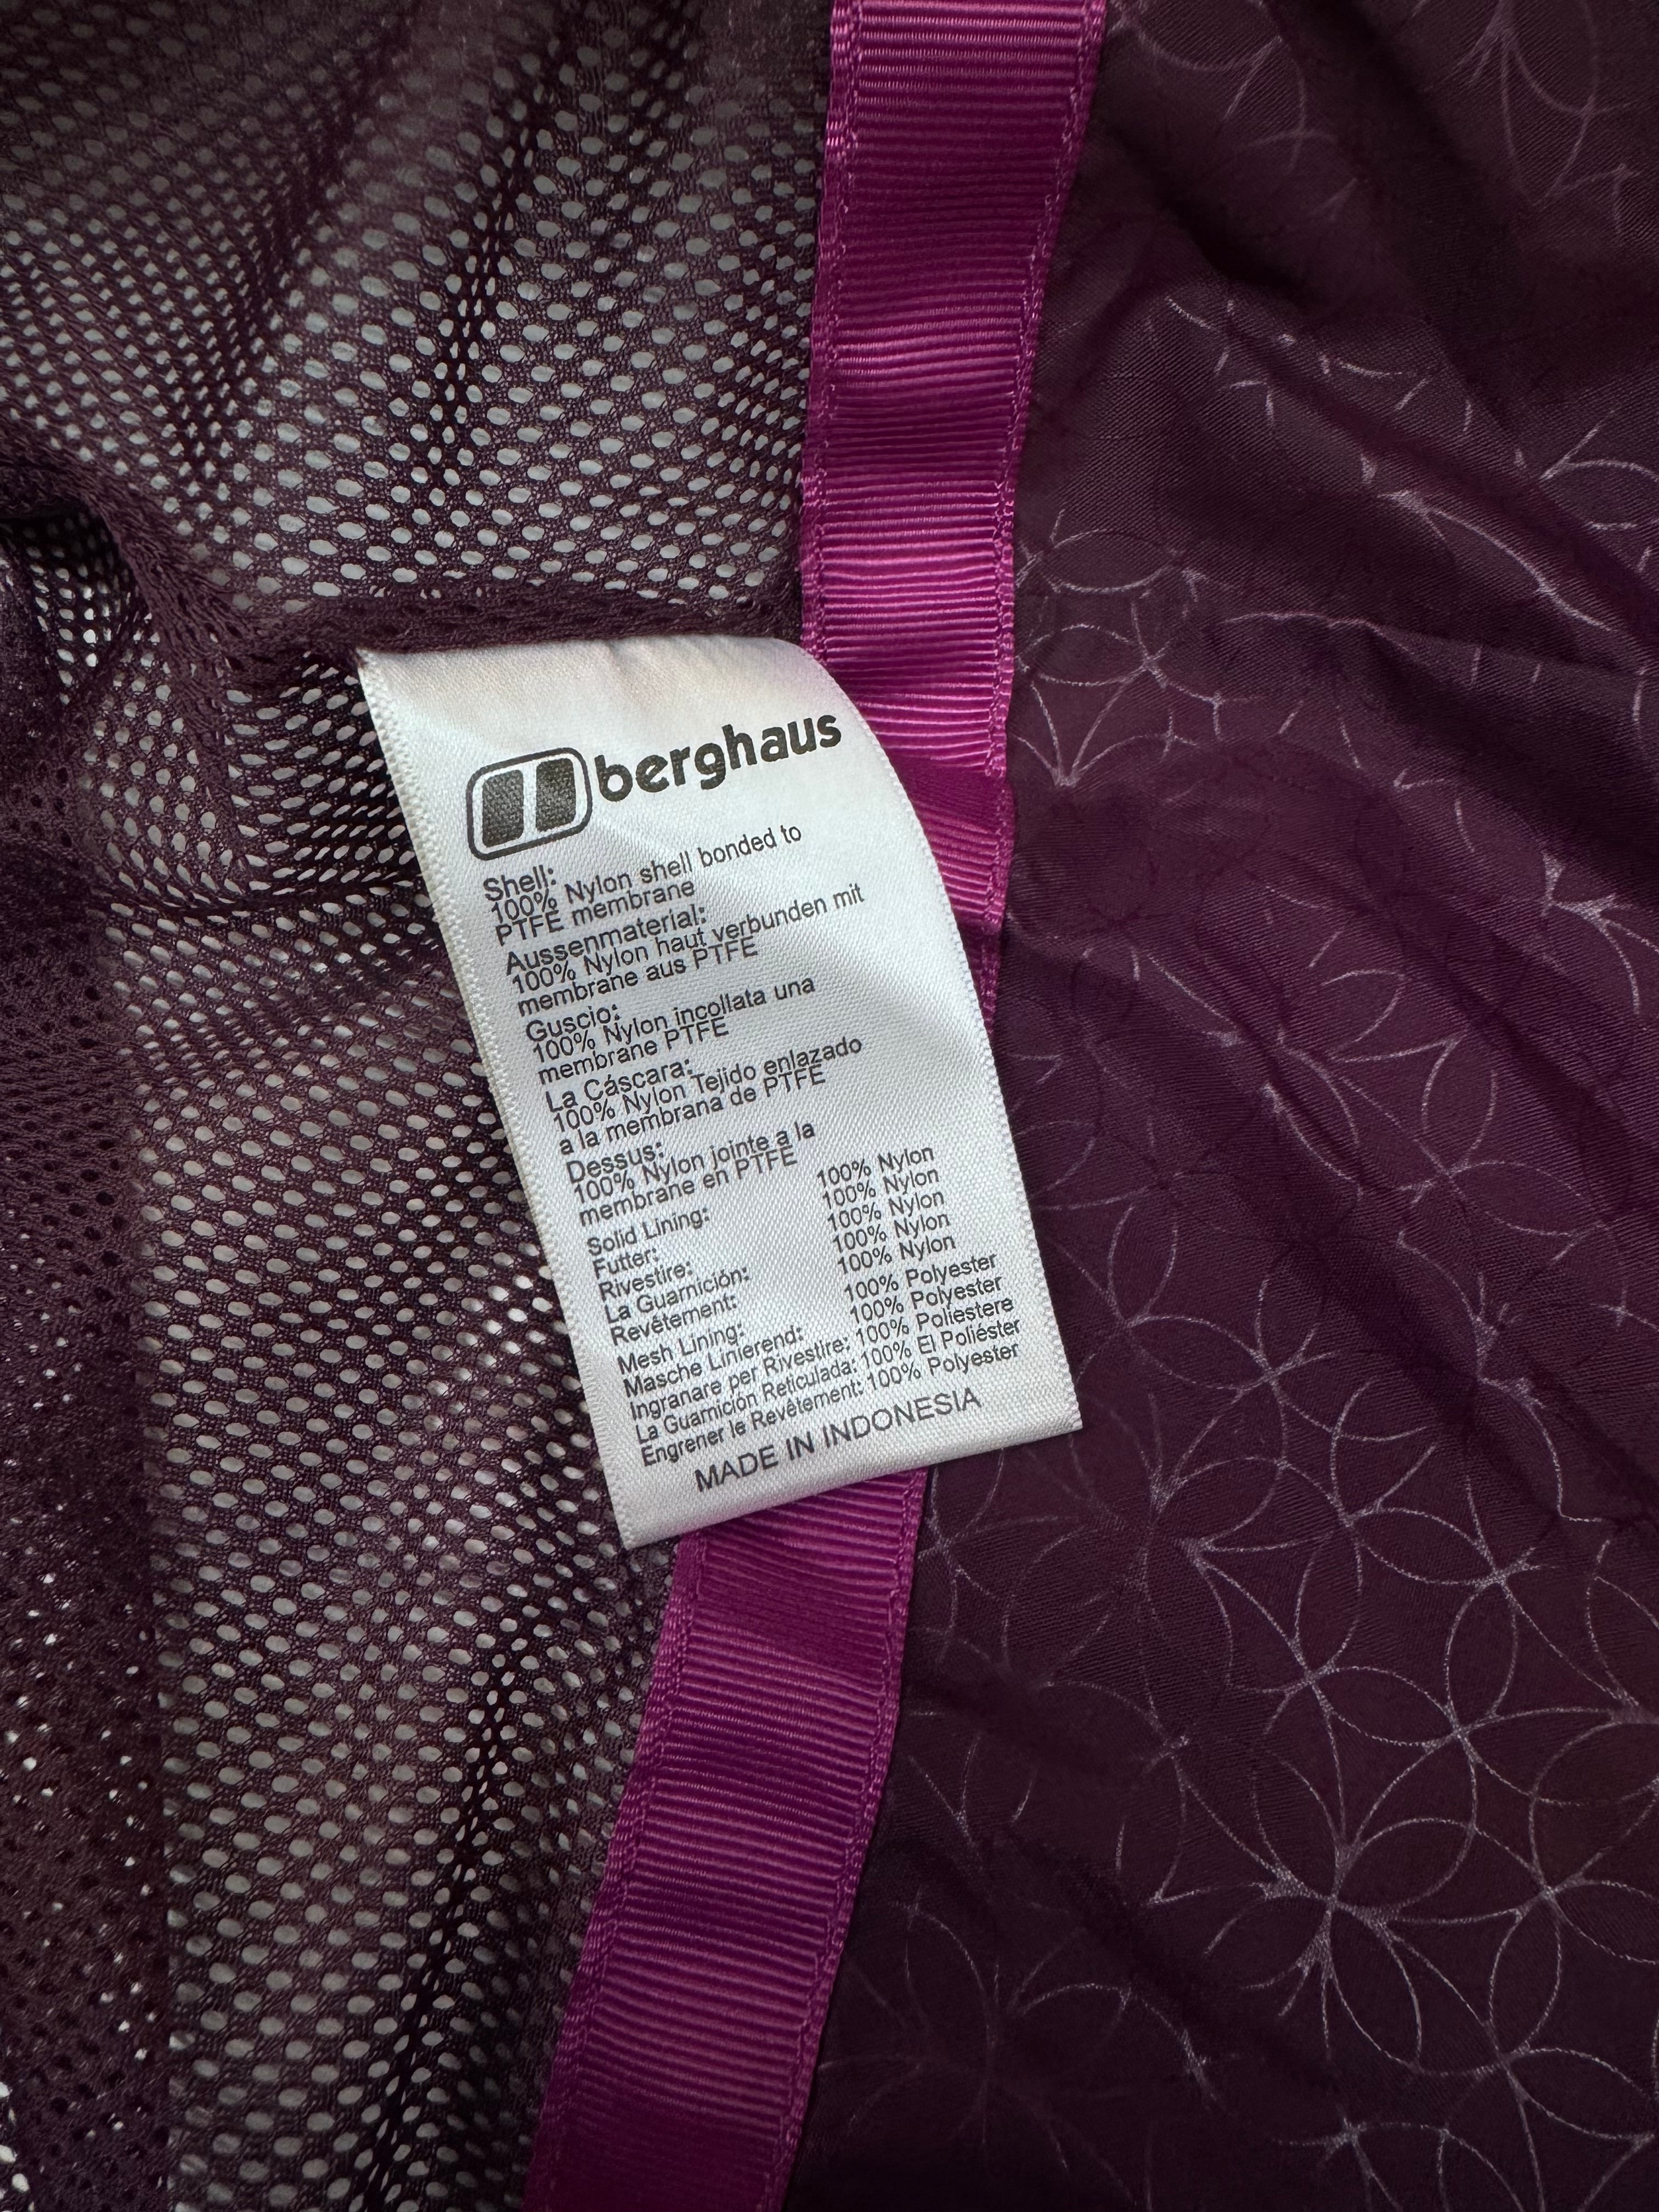 berghaus
Shell:
100% Nylon shell bonded to
PTFE membrane
Aussenmaterial:
100% Nylon haut verbunden mit
membrane aus PTFE
Guscio:
100% Nylon incollata una
membrane PTFE
La Cáscara:
100% Nylon Tejido enlazado
a la membrana de PTFE
Dessus:
100% Nylon jointe a la
membrane en PTFE
Solid Lining: 100% Nylon
Futter: 100% Nylon
Rivestire: 100% Nylon
La Guarnición: 100% Nylon
Revêtement: 100% Nylon
Mesh Lining: 100% Polyester
Masche Linierend: 100% Polyester
Ingranare per Rivestire: 100% Poliestere
La Guarnición Reticulada: 100% El Poliéster
Engrener le Revêtement: 100% Polyester
MADE IN INDONESIA